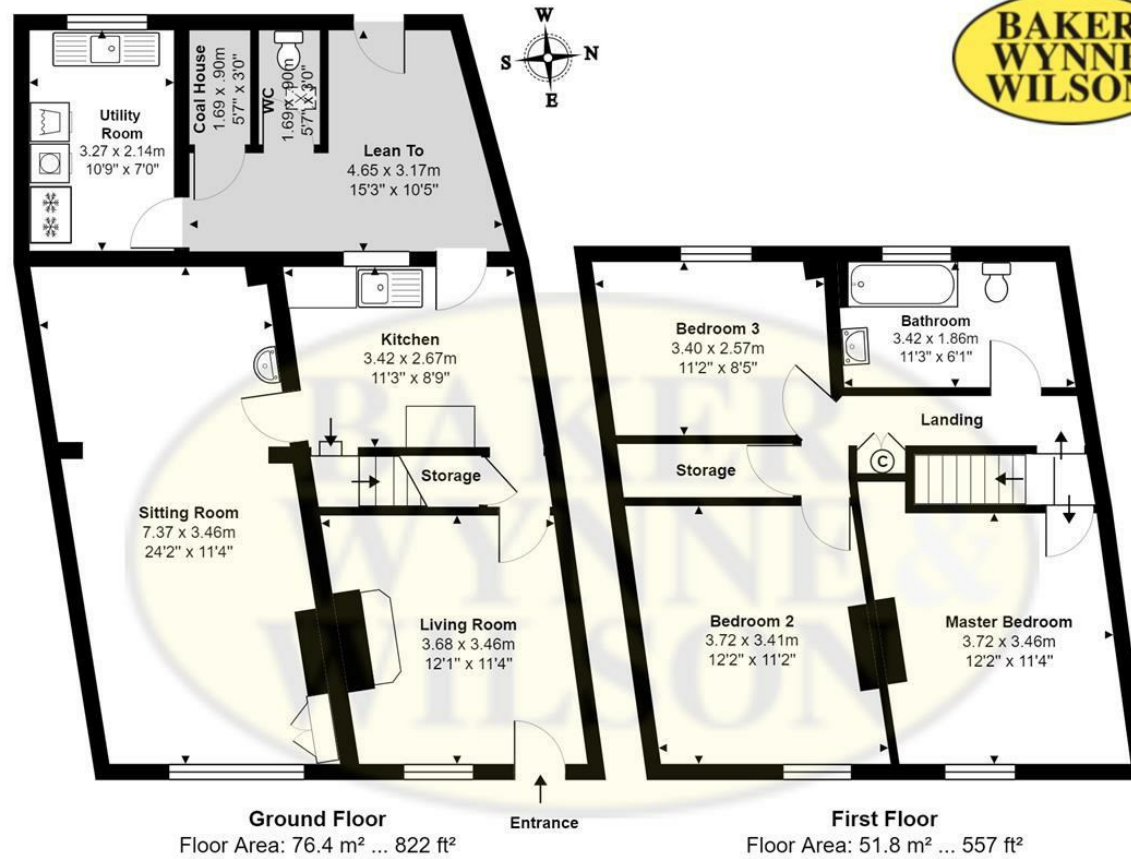 BAKER
WYNNE
WILSON
W
S
N
E
Utility
Room
3.27 x 2.14m
10'9" x 7'0"
Coal House
1.69 x .90m
5'7" x 3'0"
WC
1.69 x .90m
5'7" x 3'0"
Lean To
4.65 x 3.17m
15'3" x 10'5"
Kitchen
3.42 x 2.67m
11'3" x 8'9"
Storage
Sitting Room
7.37 x 3.46m
24'2" x 11'4"
Living Room
3.68 x 3.46m
12'1" x 11'4"
Entrance
Ground Floor
Floor Area: 76.4 m² ... 822 ft²
Bedroom 3
3.40 x 2.57m
11'2" x 8'5"
Bathroom
3.42 x 1.86m
11'3" x 6'1"
Landing
C
Storage
Bedroom 2
3.72 x 3.41m
12'2" x 11'2"
Master Bedroom
3.72 x 3.46m
12'2" x 11'4"
First Floor
Floor Area: 51.8 m² ... 557 ft²
BAKER
WYNNE &
WILSON